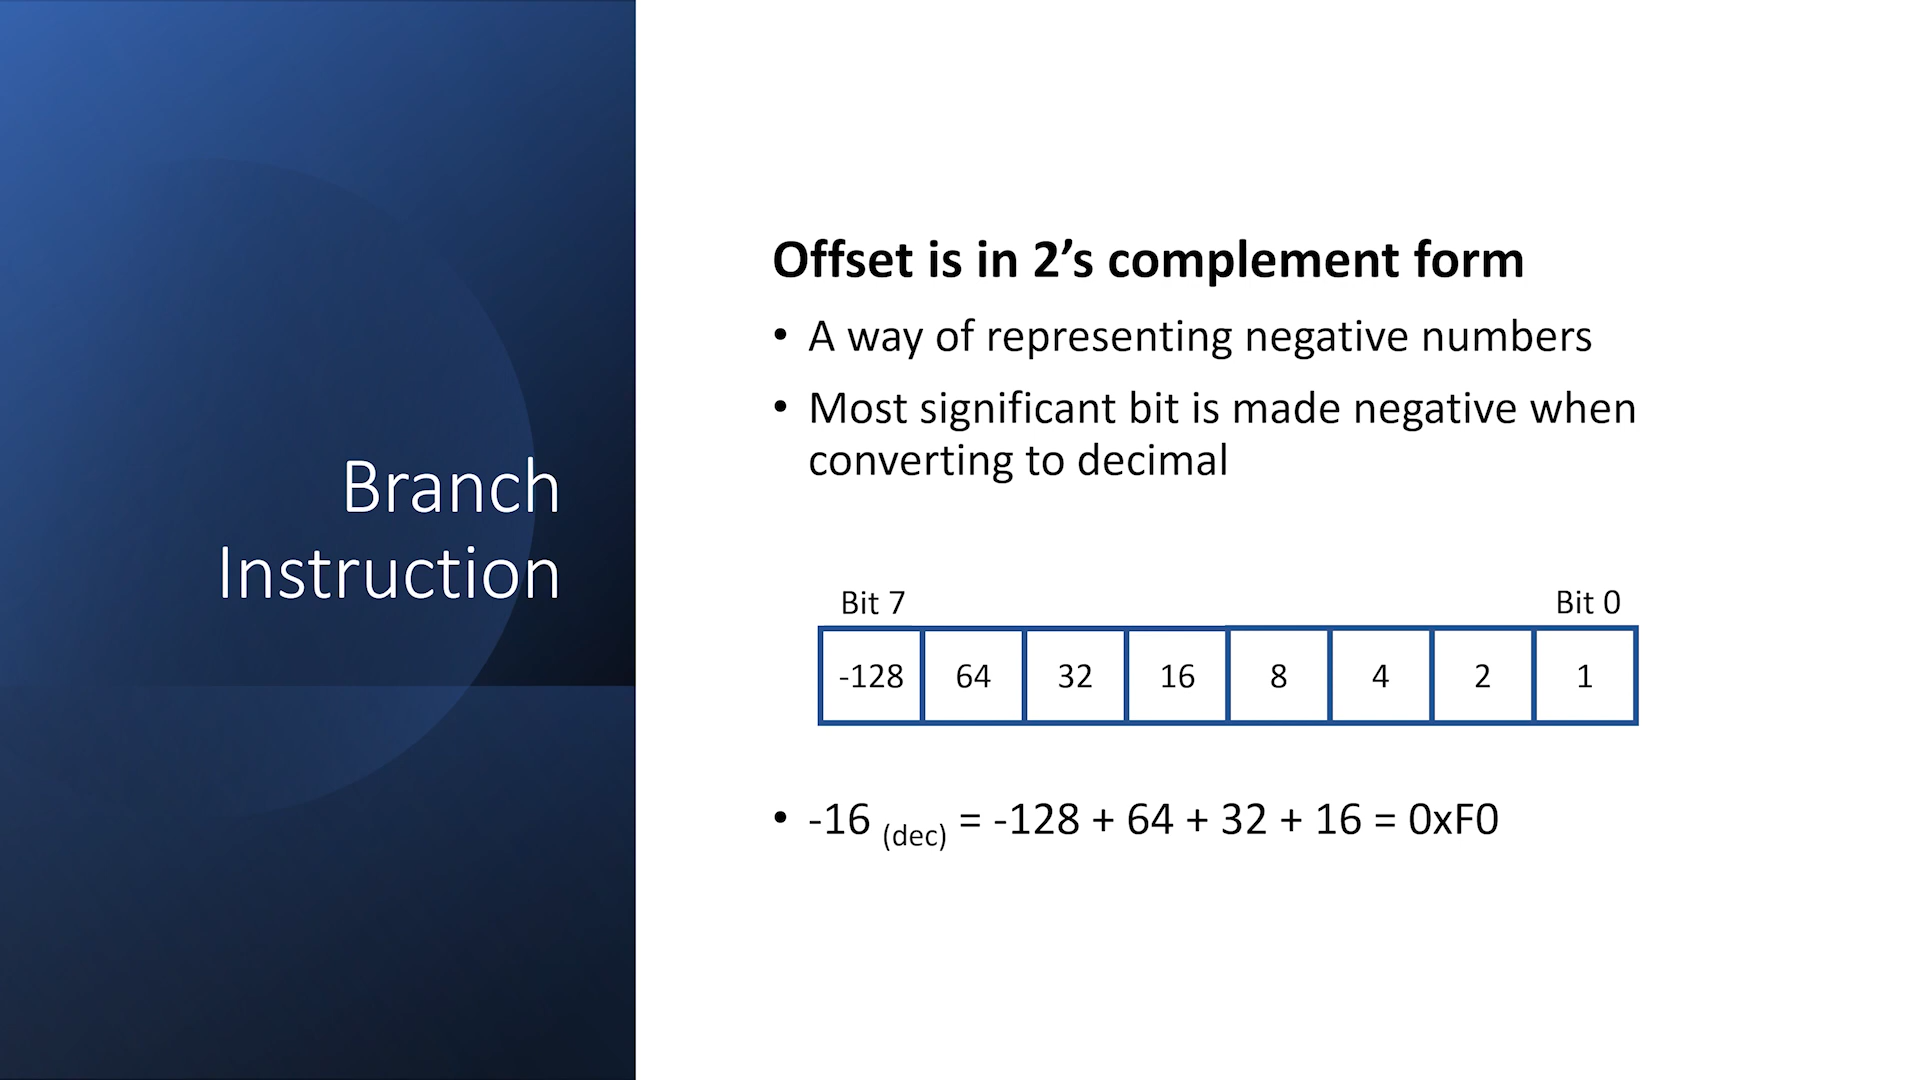 Branch
Instruction
Offset is in 2’s complement form
• A way of representing negative numbers
• Most significant bit is made negative when
converting to decimal
Bit 7 Bit 0
-128 64 32 16 8 4 2 1
• -16 (dec) = -128 + 64 + 32 + 16 = 0xF0